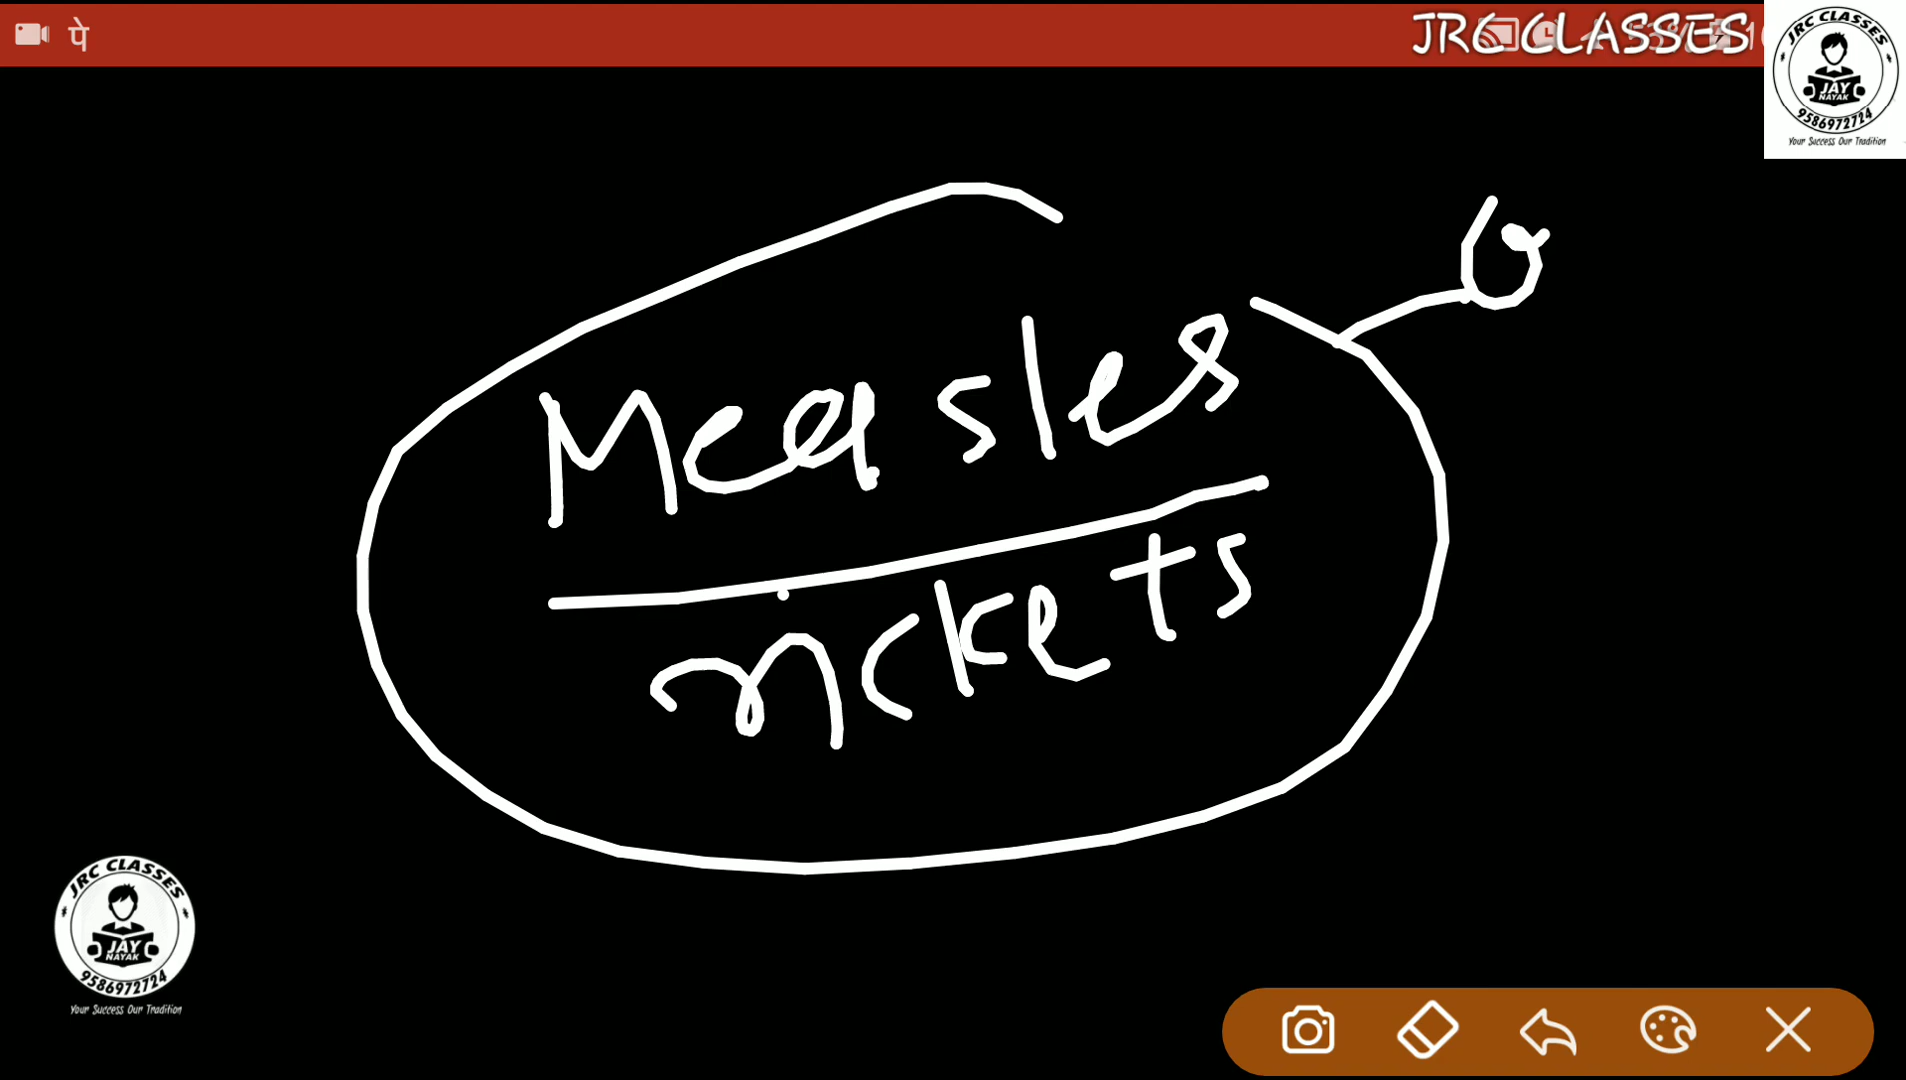 पे
JRC CLASSES
JRC CLASSES
JAY
NAYAK
9586972724
Your Success Our Tradition
Measles
rickets
JRC CLASSES
JAY
NAYAK
9586972724
Your Success Our Tradition